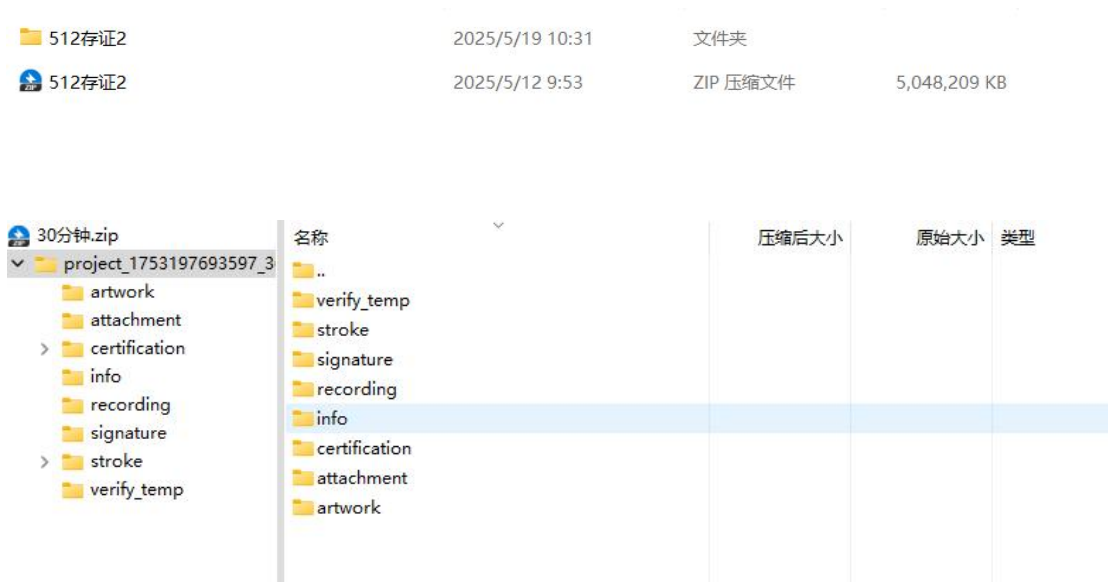 512存证2 2025/5/19 10:31 文件夹
512存证2 2025/5/12 9:53 ZIP 压缩文件 5,048,209 KB
30分钟.zip
project_1753197693597_3
artwork
attachment
certification
info
recording
signature
stroke
verify_temp
名称 压缩后大小 原始大小 类型
..
verify_temp
stroke
signature
recording
info
certification
attachment
artwork